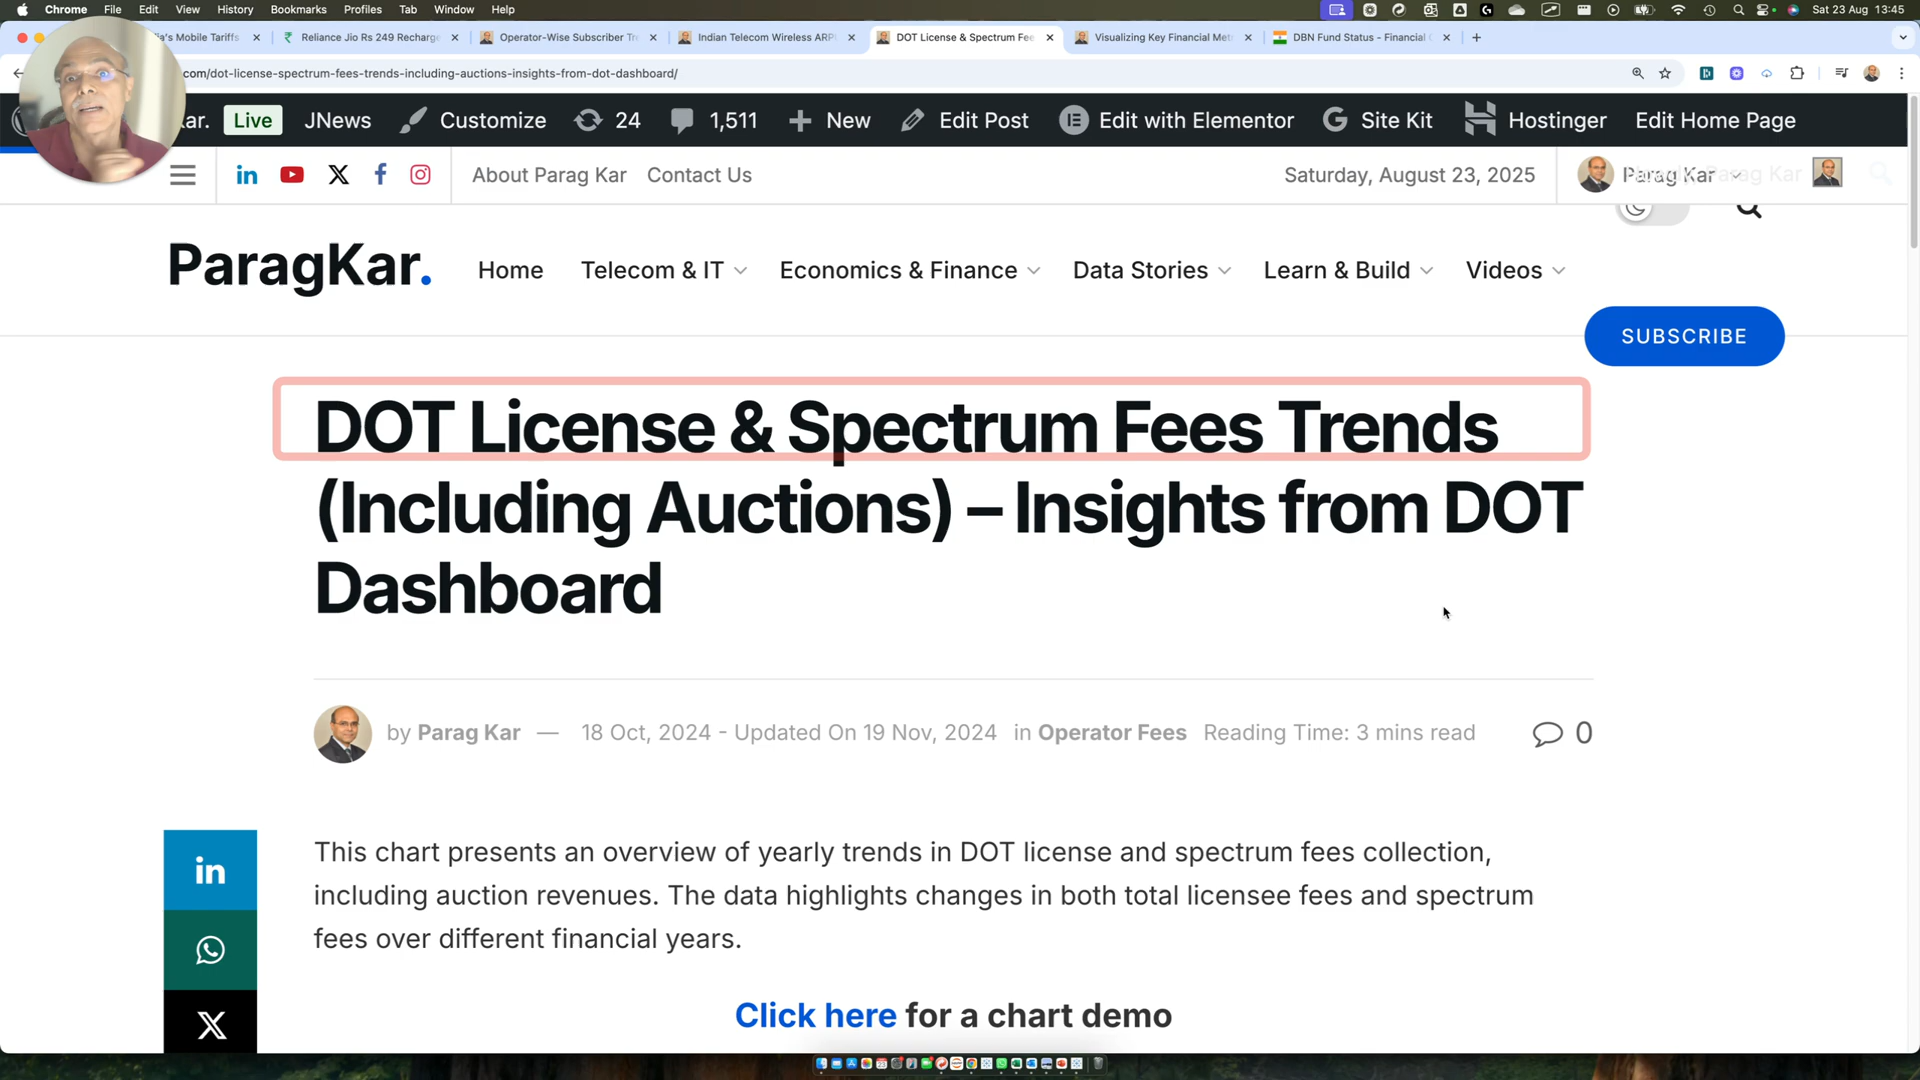 Chrome File Edit View History Bookmarks Profiles Tab Window Help Sat 23 Aug 13:45
's Mobile Tariffs Reliance Jio Rs 249 Recharge Operator-Wise Subscriber Tre Indian Telecom Wireless ARPU DOT License & Spectrum Fee Visualizing Key Financial Met DBN Fund Status - Financial
com/dot-license-spectrum-fees-trends-including-auctions-insights-from-dot-dashboard/
ar. Live JNews Customize 24 1,511 New Edit Post Edit with Elementor Site Kit Hostinger Edit Home Page
About Parag Kar Contact Us Saturday, August 23, 2025 Parag Kar
ParagKar. Home Telecom & IT Economics & Finance Data Stories Learn & Build Videos
SUBSCRIBE
DOT License & Spectrum Fees Trends
(Including Auctions) – Insights from DOT
Dashboard
by Parag Kar — 18 Oct, 2024 - Updated On 19 Nov, 2024 in Operator Fees Reading Time: 3 mins read 0
This chart presents an overview of yearly trends in DOT license and spectrum fees collection,
including auction revenues. The data highlights changes in both total licensee fees and spectrum
fees over different financial years.
Click here for a chart demo